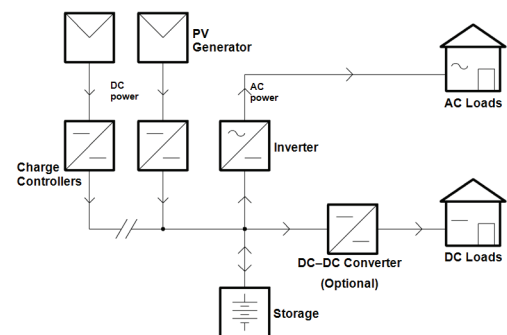 PV
Generator
DC
power
AC
power
AC Loads
Charge
Controllers
Inverter
DC–DC Converter
(Optional)
DC Loads
Storage